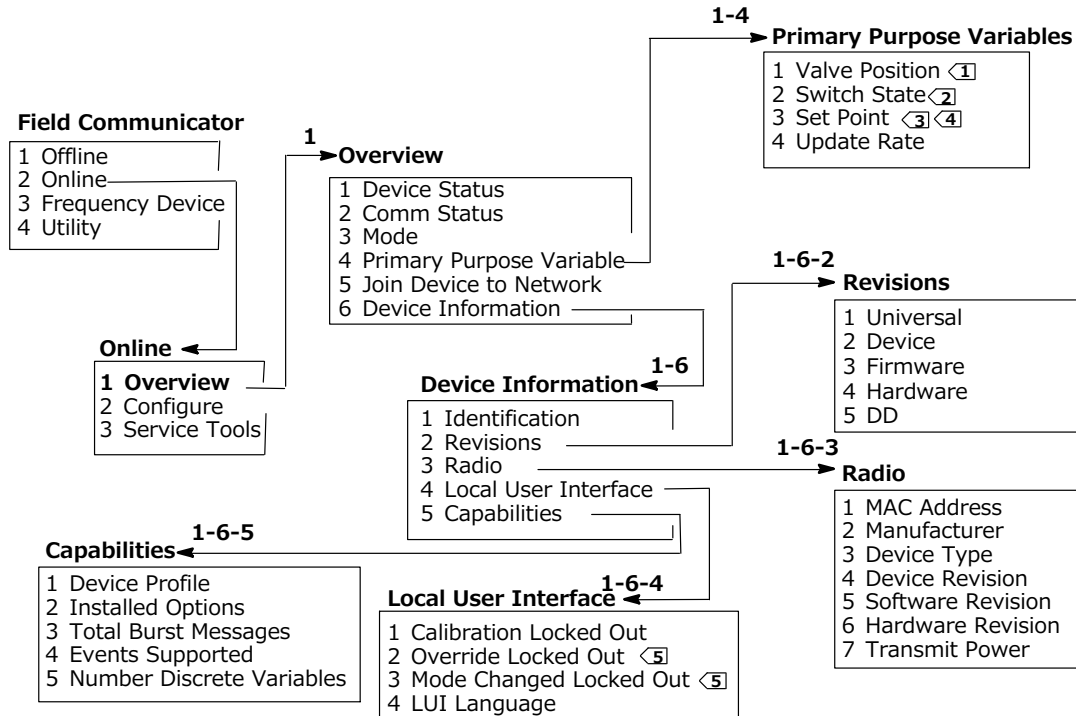 1-4
Primary Purpose Variables
1 Valve Position 1
2 Switch State 2
3 Set Point 3 4
4 Update Rate
Field Communicator
1 Offline
2 Online
3 Frequency Device
4 Utility
1
Overview
1 Device Status
2 Comm Status
3 Mode
4 Primary Purpose Variable
5 Join Device to Network
6 Device Information
1-6-2
Revisions
1 Universal
2 Device
3 Firmware
4 Hardware
5 DD
Online
1 Overview
2 Configure
3 Service Tools
1-6
Device Information
1 Identification
2 Revisions
3 Radio
4 Local User Interface
5 Capabilities
1-6-3
Radio
1 MAC Address
2 Manufacturer
3 Device Type
4 Device Revision
5 Software Revision
6 Hardware Revision
7 Transmit Power
1-6-5
Capabilities
1 Device Profile
2 Installed Options
3 Total Burst Messages
4 Events Supported
5 Number Discrete Variables
1-6-4
Local User Interface
1 Calibration Locked Out
2 Override Locked Out 5
3 Mode Changed Locked Out 5
4 LUI Language